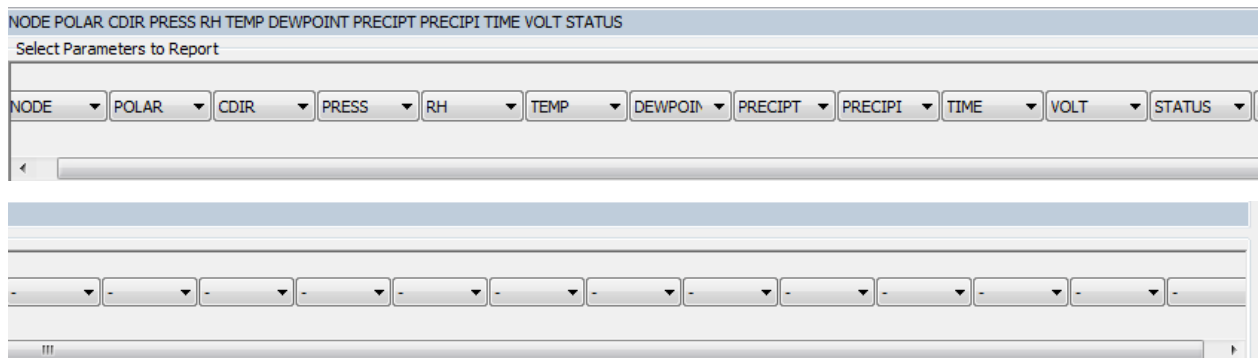 NODE POLAR CDIR PRESS RH TEMP DEWPOINT PRECIPT PRECIPI TIME VOLT STATUS
Select Parameters to Report
NODE POLAR CDIR PRESS RH TEMP DEWPOIN PRECIPT PRECIPI TIME VOLT STATUS
- - - - - - - - - - - - -